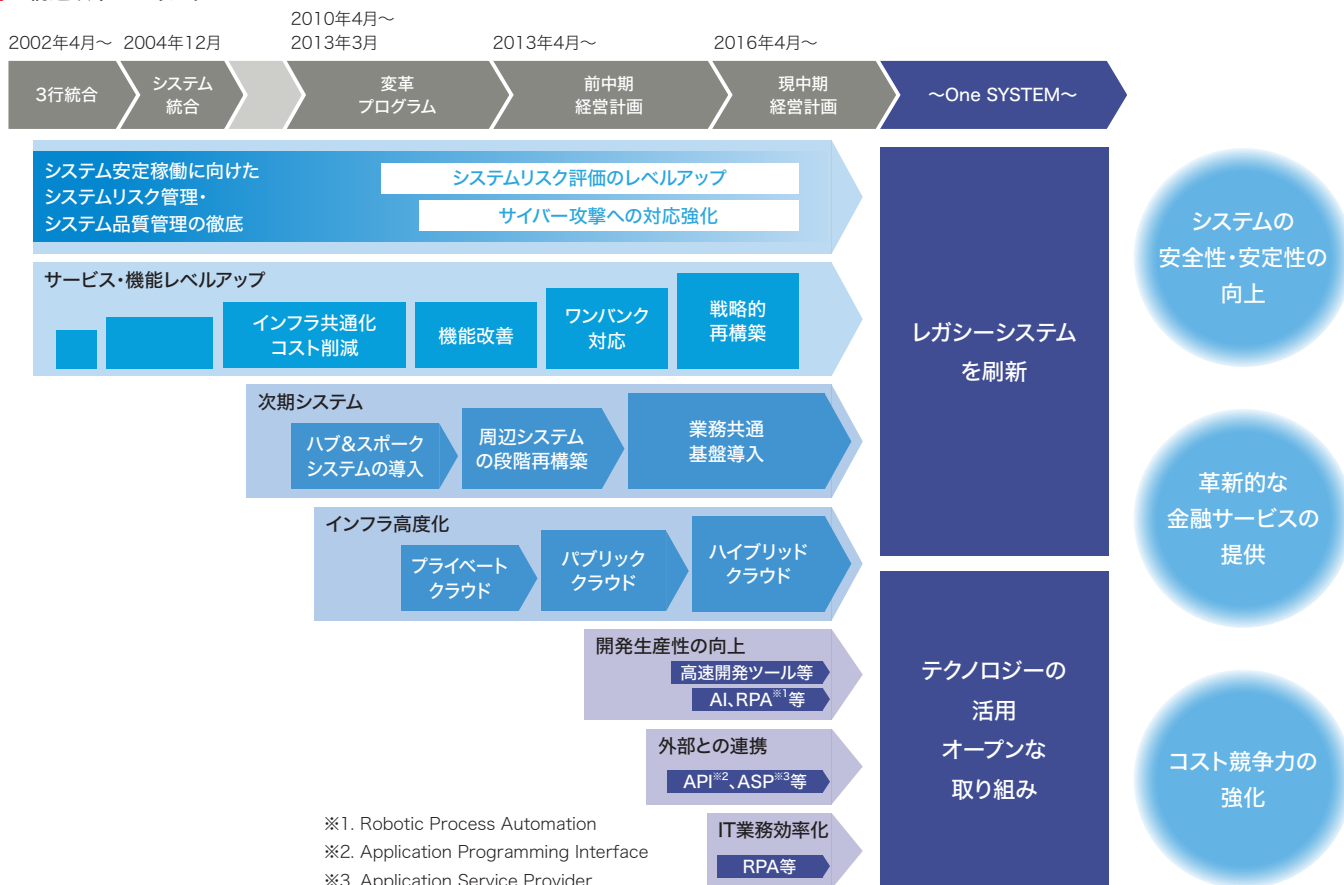 2010年4月~
2002年4月~ 2004年12月 2013年3月 2013年4月~ 2016年4月~
3行統合
システム
統合
変革
プログラム
前中期
経営計画
現中期
経営計画
~One SYSTEM~
システム安定稼働に向けた
システムリスク管理・
システム品質管理の徹底
システムリスク評価のレベルアップ
サイバー攻撃への対応強化
サービス・機能レベルアップ
インフラ共通化
コスト削減
機能改善
ワンバンク
対応
戦略的
再構築
次期システム
ハブ&スポーク
システムの導入
周辺システム
の段階再構築
業務共通
基盤導入
インフラ高度化
プライベート
クラウド
パブリック
クラウド
ハイブリッド
クラウド
開発生産性の向上
高速開発ツール等
AI、RPA※1等
外部との連携
API※2、ASP※3等
IT業務効率化
RPA等
レガシーシステム
を刷新
テクノロジーの
活用
オープンな
取り組み
システムの
安全性・安定性の
向上
革新的な
金融サービスの
提供
コスト競争力の
強化
※1. Robotic Process Automation
※2. Application Programming Interface
※3. Application Service Provider